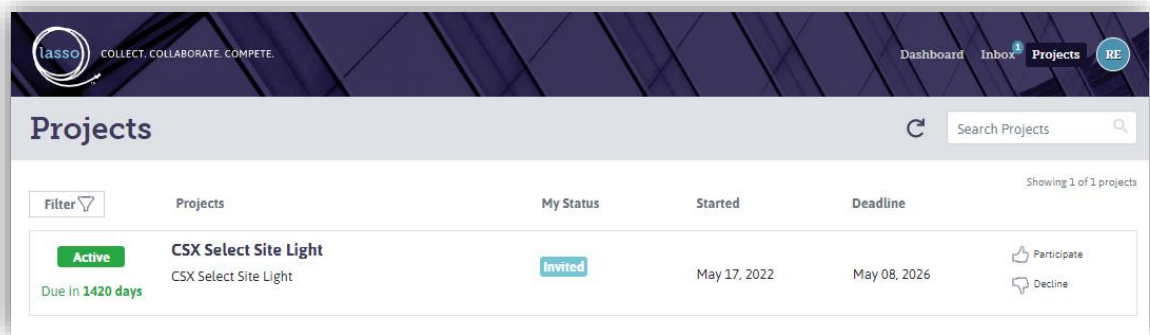 lasso COLLECT. COLLABORATE. COMPETE.
Dashboard Inbox 1 Projects RE
Projects
Search Projects
Showing 1 of 1 projects
Filter Projects My Status Started Deadline
Active CSX Select Site Light
CSX Select Site Light
Due in 1420 days
Invited
May 17, 2022
May 08, 2026
Participate
Decline